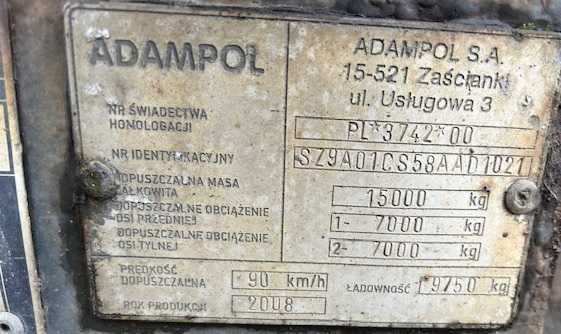 ADAMPOL
ADAMPOL S.A.
15-521 Zaścianki
ul. Usługowa 3
NR ŚWIADECTWA
HOMOLOGACJI
PL*3742*00
NR IDENTYFIKACYJNY
SZ9A01CS58AAD1021
DOPUSZCZALNA MASA
CAŁKOWITA
15000 kg
DOPUSZCZALNE OBCIĄŻENIE
OSI PRZEDNIEJ
1- 7000 kg
DOPUSZCZALNE OBCIĄŻENIE
OSI TYLNEJ
2- 7000 kg
PRĘDKOŚĆ
DOPUSZCZALNA
90 km/h
ŁADOWNOŚĆ
9750 kg
ROK PRODUKCJI
2008